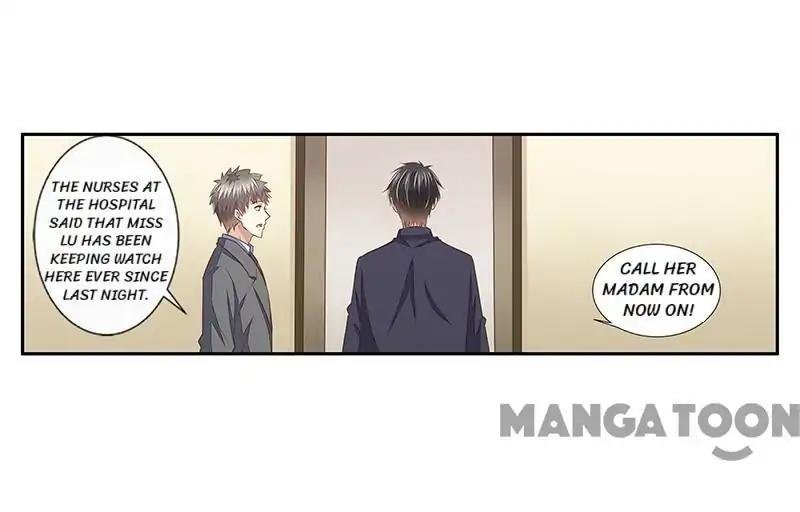 THE NURSES AT
THE HOSPITAL
SAID THAT MISS
LU HAS BEEN
KEEPING WATCH
HERE EVER SINCE
LAST NIGHT.
CALL HER
MADAM FROM
NOW ON!
MANGATOON